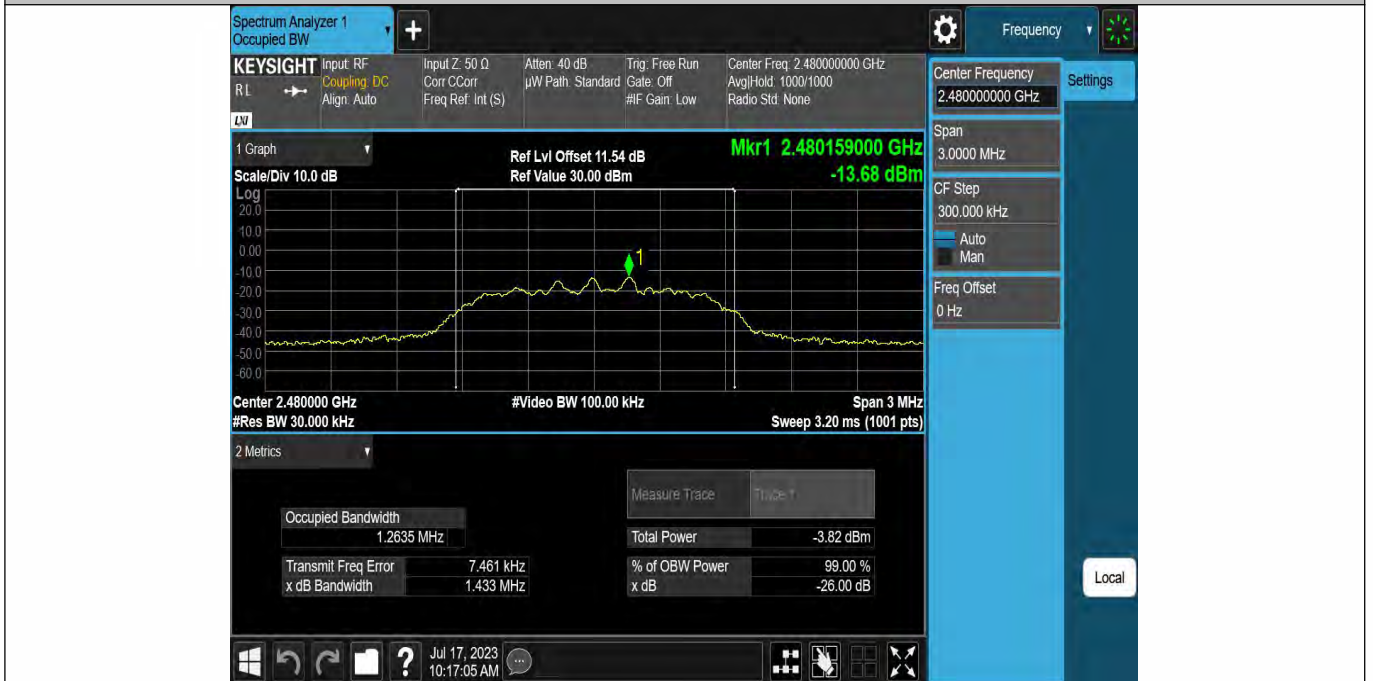 Spectrum Analyzer 1
Occupied BW
Frequency
KEYSIGHT
RL
LXI
Input: RF
Coupling: DC
Align: Auto
Input Z: 50 Ω
Corr CCorr
Freq Ref: Int (S)
Atten: 40 dB
µW Path: Standard
Trig: Free Run
Gate: Off
#IF Gain: Low
Center Freq: 2.480000000 GHz
Avg|Hold: 1000/1000
Radio Std: None
Center Frequency
2.480000000 GHz
Settings
Span
3.0000 MHz
CF Step
300.000 kHz
Auto
Man
Freq Offset
0 Hz
Local
1 Graph
Scale/Div 10.0 dB
Ref Lvl Offset 11.54 dB
Ref Value 30.00 dBm
Mkr1 2.480159000 GHz
-13.68 dBm
Log
20.0
10.0
0.00
-10.0
-20.0
-30.0
-40.0
-50.0
-60.0
1
Center 2.480000 GHz
#Res BW 30.000 kHz
#Video BW 100.00 kHz
Span 3 MHz
Sweep 3.20 ms (1001 pts)
2 Metrics
Measure Trace Trace 1
Occupied Bandwidth
1.2635 MHz
Total Power -3.82 dBm
Transmit Freq Error 7.461 kHz
% of OBW Power 99.00 %
x dB Bandwidth 1.433 MHz
x dB -26.00 dB
Jul 17, 2023
10:17:05 AM